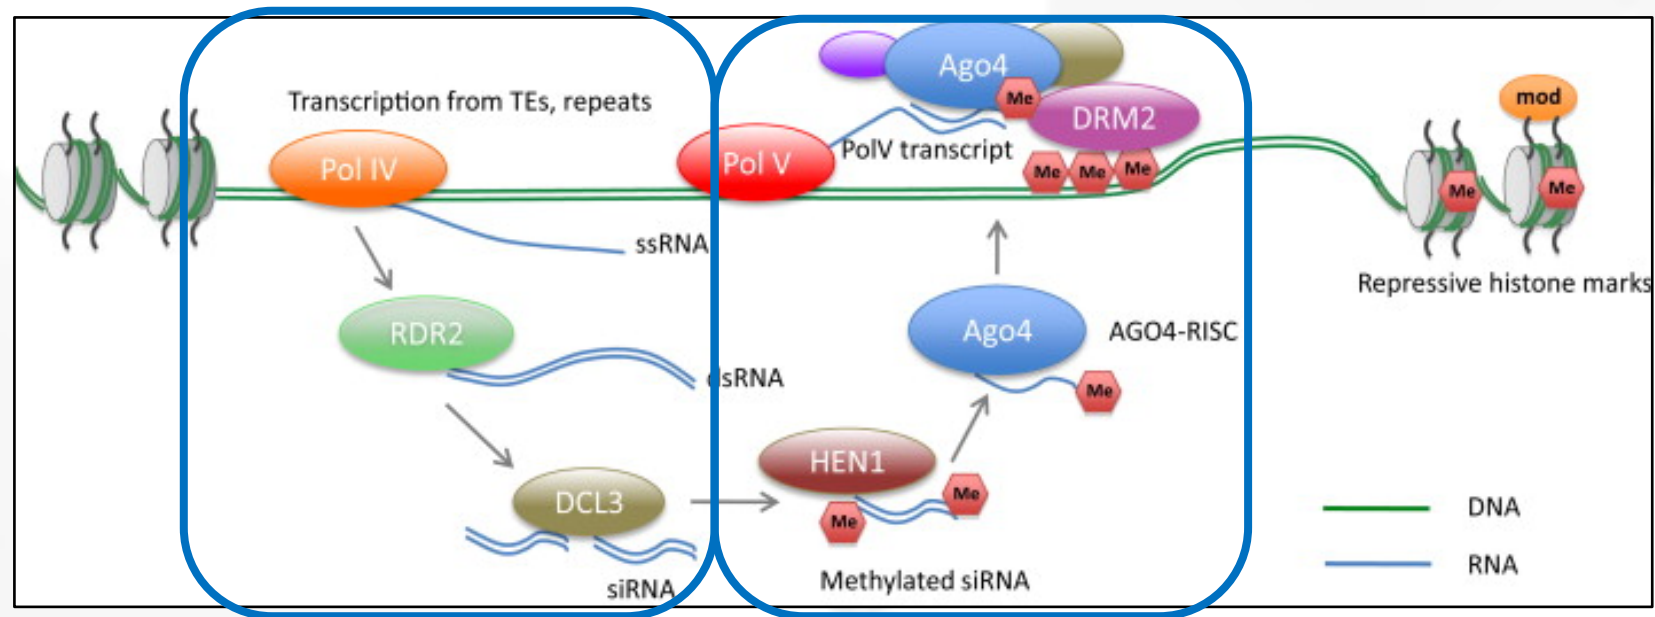 Transcription from TEs, repeats
Pol IV
ssRNA
RDR2
dsRNA
DCL3
siRNA
Pol V
PolV transcript
Ago4
Me
DRM2
Me
Me
Me
Ago4
AGO4-RISC
Me
HEN1
Me
Me
Methylated siRNA
mod
Me
Me
Repressive histone marks
DNA
RNA